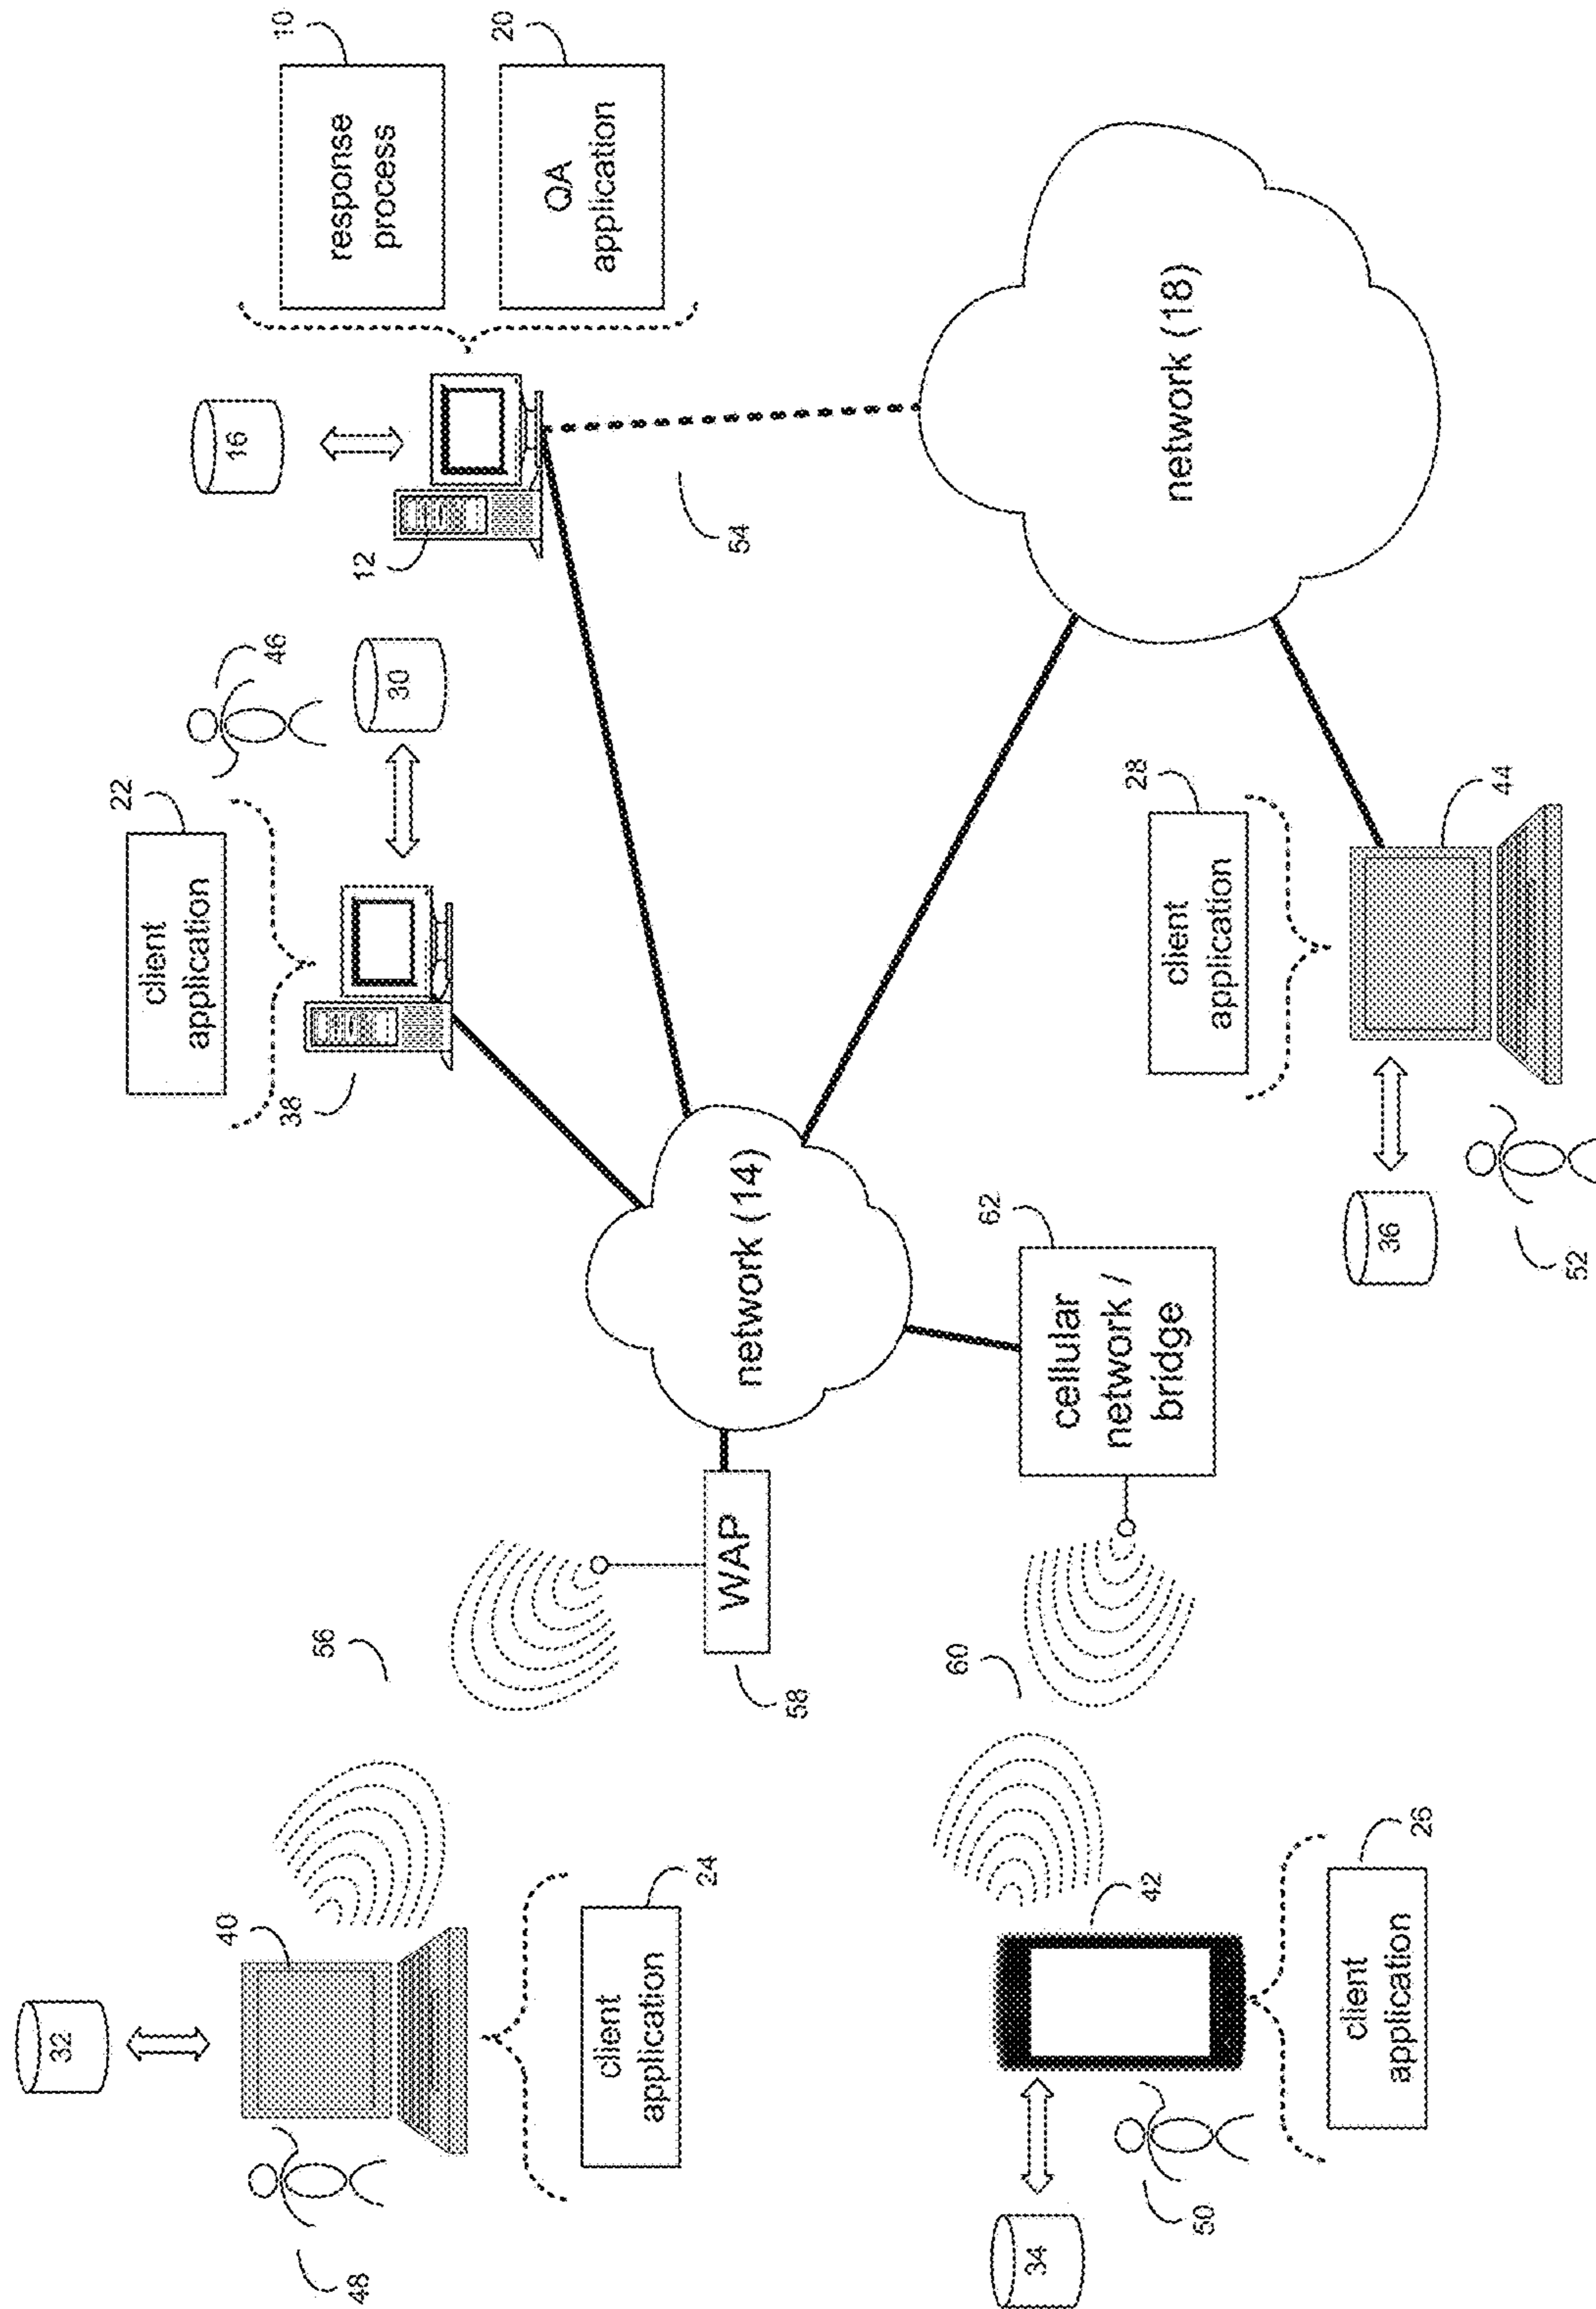 32
40
48
client
application
24
56
WAP
58
34
50
42
client
application
26
60
cellular
network /
bridge
62
network (14)
client
application
22
38
46
30
16
12
response
process
10
QA
application
20
54
network (18)
client
application
28
44
36
52